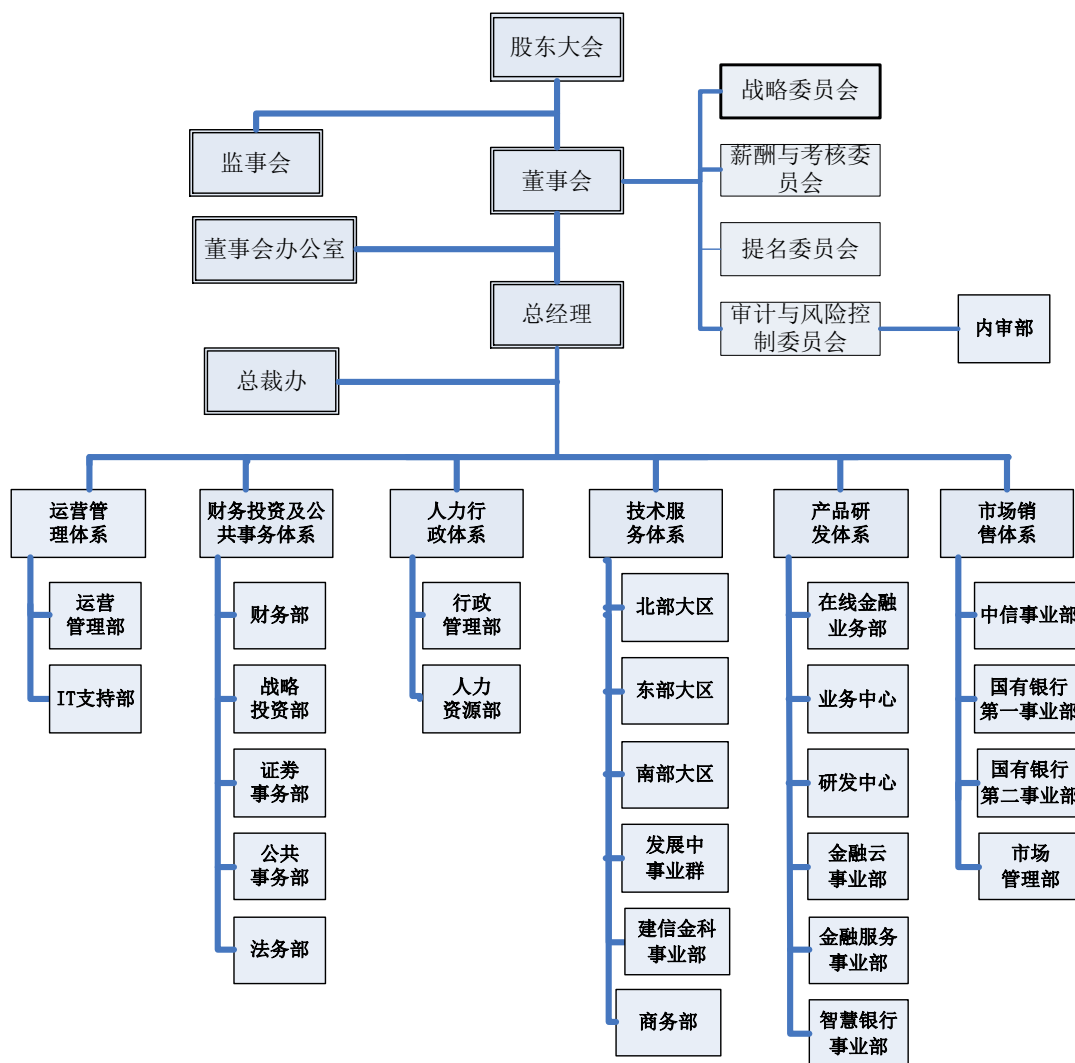 股东大会
战略委员会
监事会
董事会
薪酬与考核委
员会
董事会办公室
提名委员会
总经理
审计与风险控
制委员会
内审部
总裁办
运营管
理体系
财务投资及公
共事务体系
人力行
政体系
技术服
务体系
产品研
发体系
市场销
售体系
运营
管理部
IT支持部
财务部
战略
投资部
证券
事务部
公共
事务部
法务部
行政
管理部
人力
资源部
北部大区
东部大区
南部大区
发展中
事业群
建信金科
事业部
商务部
在线金融
业务部
业务中心
研发中心
金融云
事业部
金融服务
事业部
智慧银行
事业部
中信事业部
国有银行
第一事业部
国有银行
第二事业部
市场
管理部